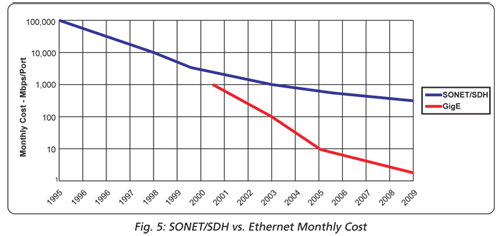 100,000
10,000
1,000
100
10
1
Monthly Cost - Mbps/Port
1995 1996 1996 1997 1998 1999 2000 2001 2002 2003 2004 2005 2006 2007 2008 2009
SONET/SDH
GigE
Fig. 5: SONET/SDH vs. Ethernet Monthly Cost